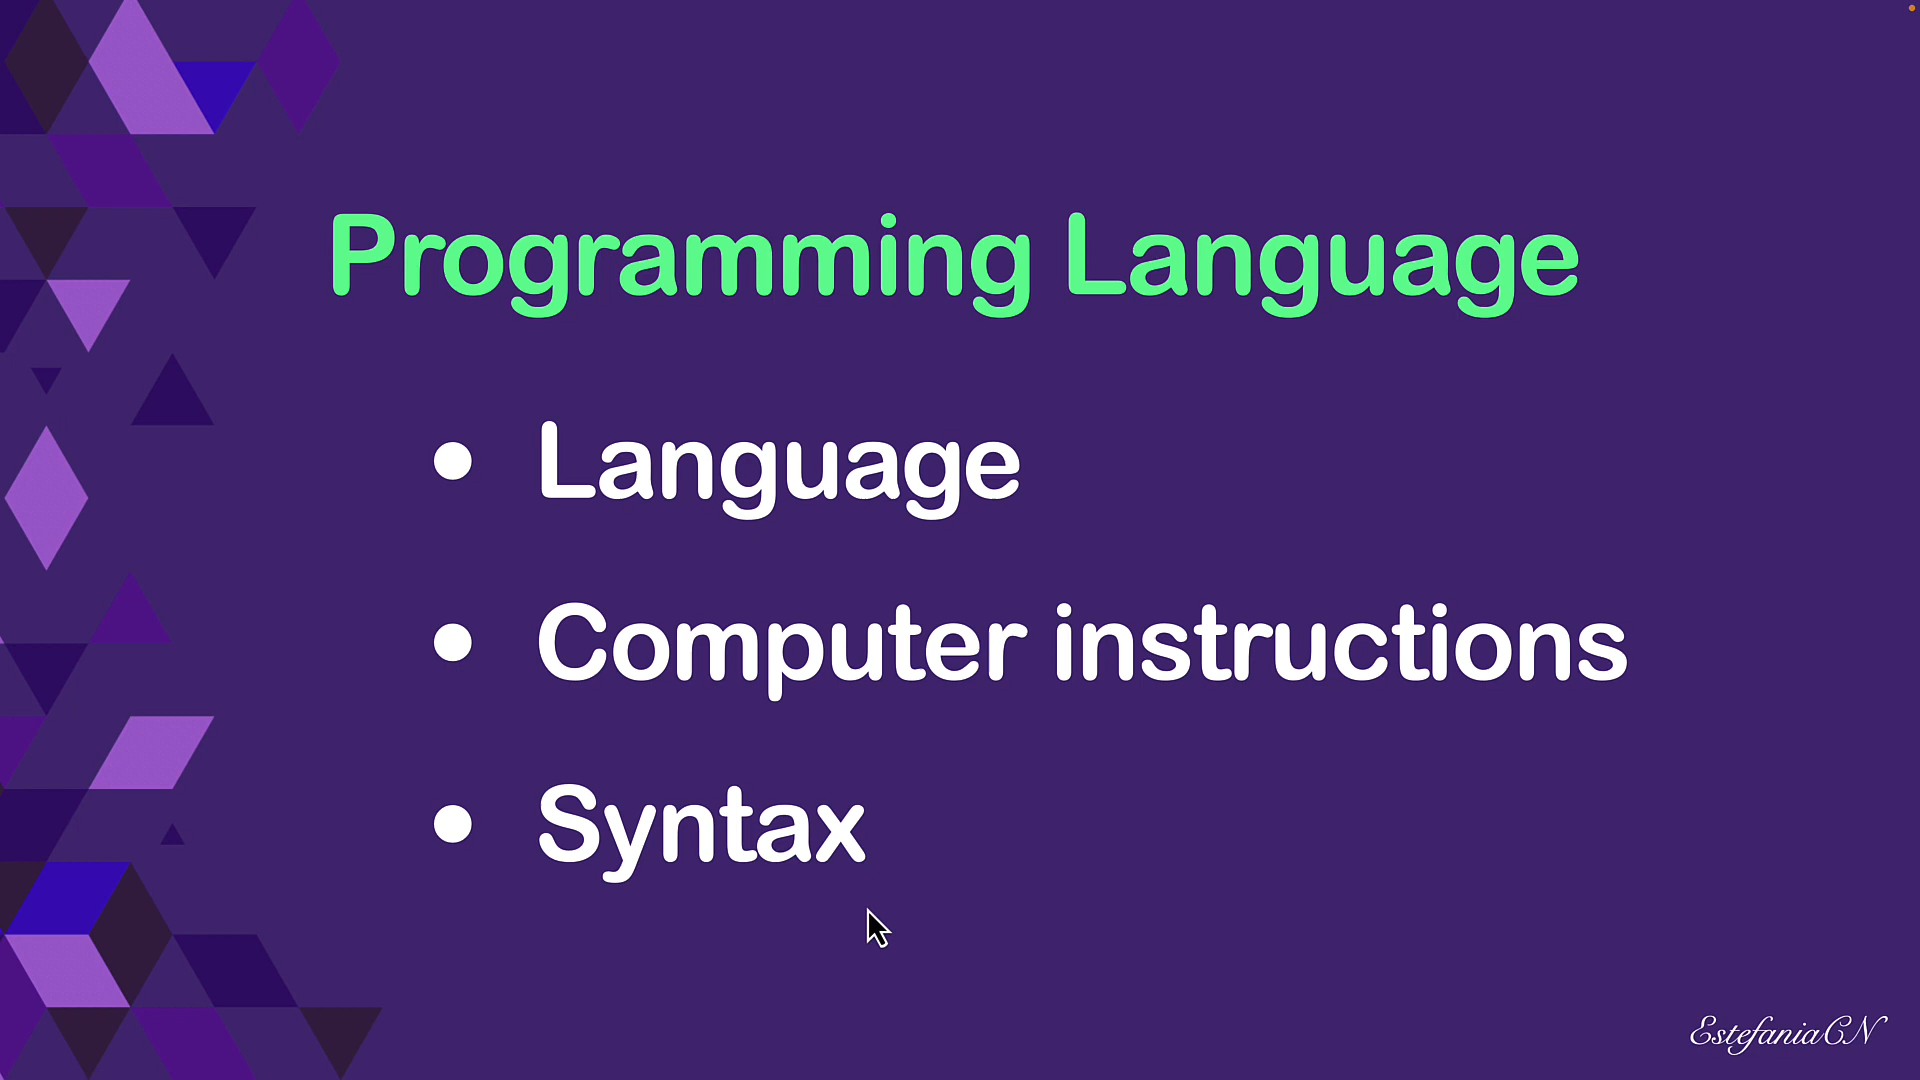 Programming Language
• Language
• Computer instructions
• Syntax
EstefaniaCN